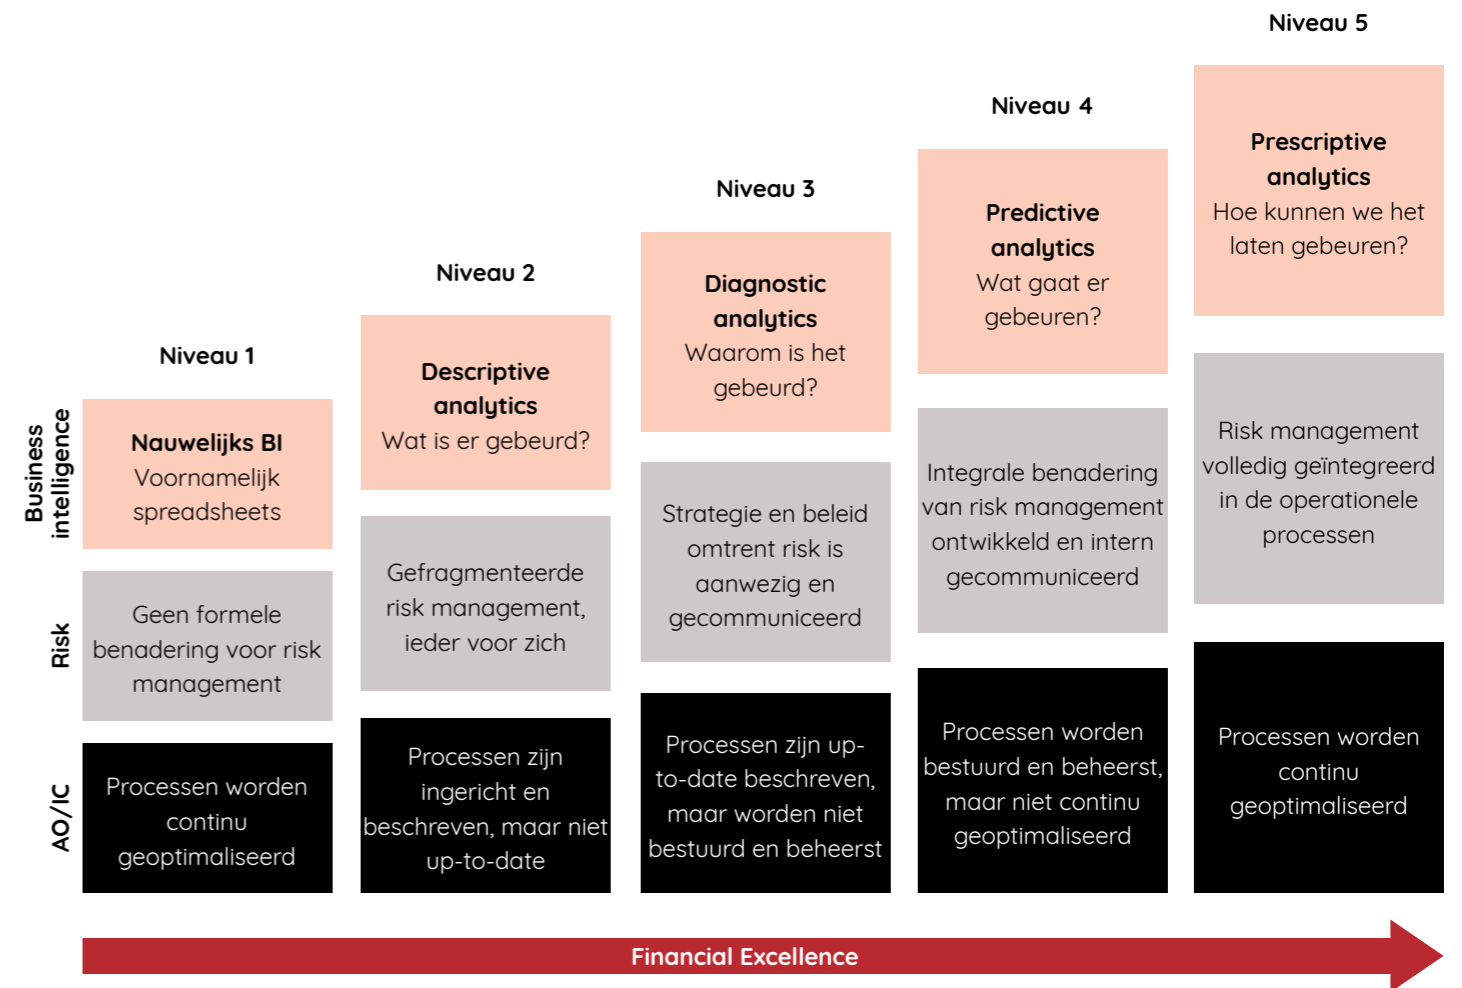 Niveau 1
Nauwelijks BI
Voornamelijk
spreadsheets
Geen formele
benadering voor risk
management
Processen worden
continu
geoptimaliseerd
Niveau 2
Descriptive
analytics
Wat is er gebeurd?
Gefragmenteerde
risk management,
ieder voor zich
Processen zijn
ingericht en
beschreven, maar niet
up-to-date
Niveau 3
Diagnostic
analytics
Waarom is het
gebeurd?
Strategie en beleid
omtrent risk is
aanwezig en
gecommuniceerd
Processen zijn up-
to-date beschreven,
maar worden niet
bestuurd en beheerst
Niveau 4
Predictive
analytics
Wat gaat er
gebeuren?
Integrale benadering
van risk management
ontwikkeld en intern
gecommuniceerd
Processen worden
bestuurd en beheerst,
maar niet continu
geoptimaliseerd
Niveau 5
Prescriptive
analytics
Hoe kunnen we het
laten gebeuren?
Risk management
volledig geïntegreerd
in de operationele
processen
Processen worden
continu
geoptimaliseerd
Business
intelligence
Risk
AO/IC
Financial Excellence